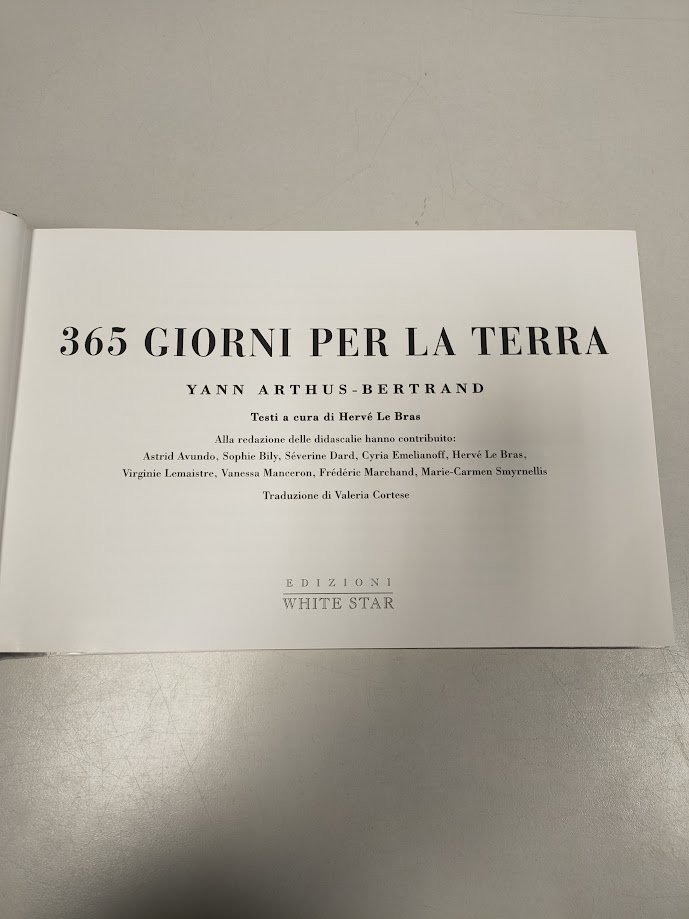 365 GIORNI PER LA TERRA
YANN ARTHUS-BERTRAND
Testi a cura di Hervé Le Bras
Alla redazione delle didascalie hanno contribuito:
Astrid Avundo, Sophie Bily, Séverine Dard, Cyria Emelianoff, Hervé Le Bras,
Virginie Lemaistre, Vanessa Manceron, Frédéric Marchand, Marie-Carmen Smyrnellis
Traduzione di Valeria Cortese
EDIZIONI
WHITE STAR